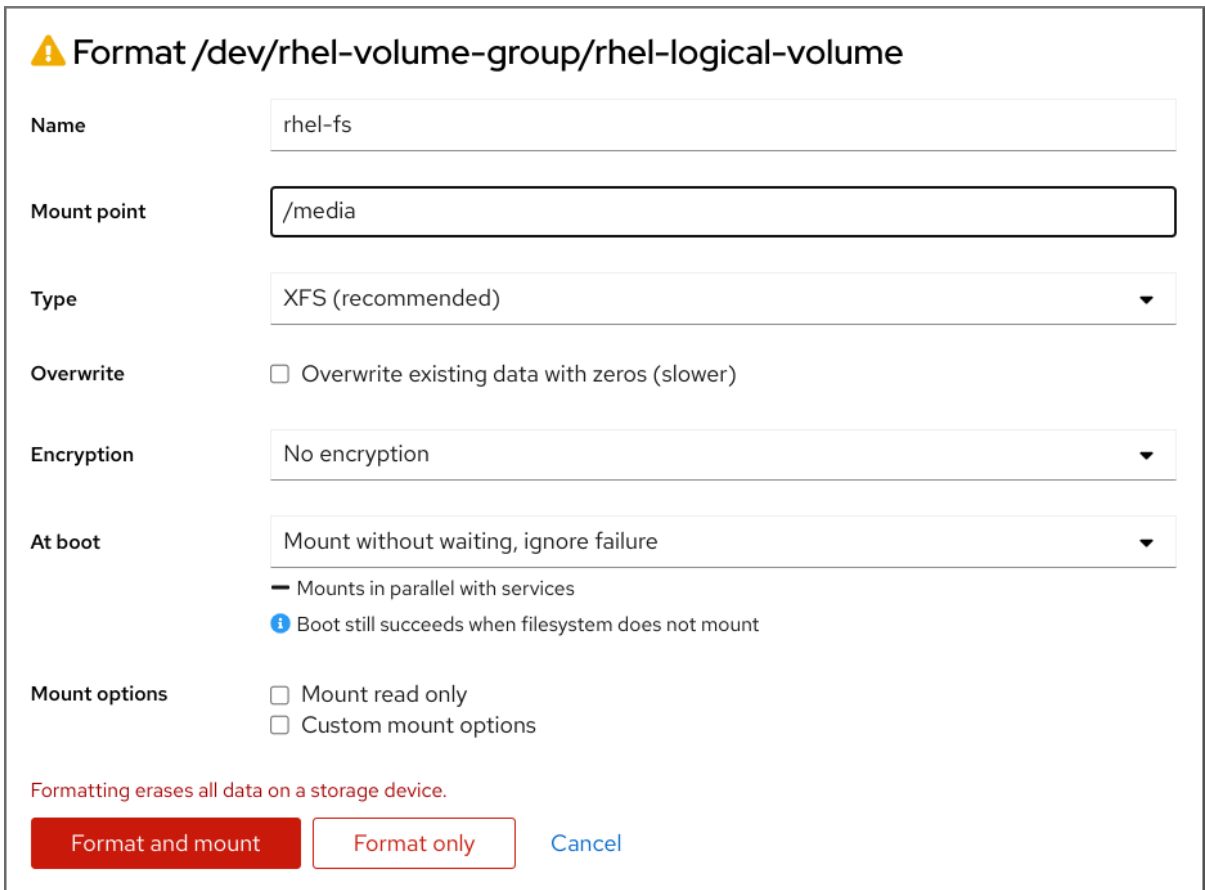 Format /dev/rhel-volume-group/rhel-logical-volume
Name
rhel-fs
Mount point
/media
Type
XFS (recommended)
Overwrite
Overwrite existing data with zeros (slower)
Encryption
No encryption
At boot
Mount without waiting, ignore failure
Mounts in parallel with services
Boot still succeeds when filesystem does not mount
Mount options
Mount read only
Custom mount options
Formatting erases all data on a storage device.
Format and mount
Format only
Cancel